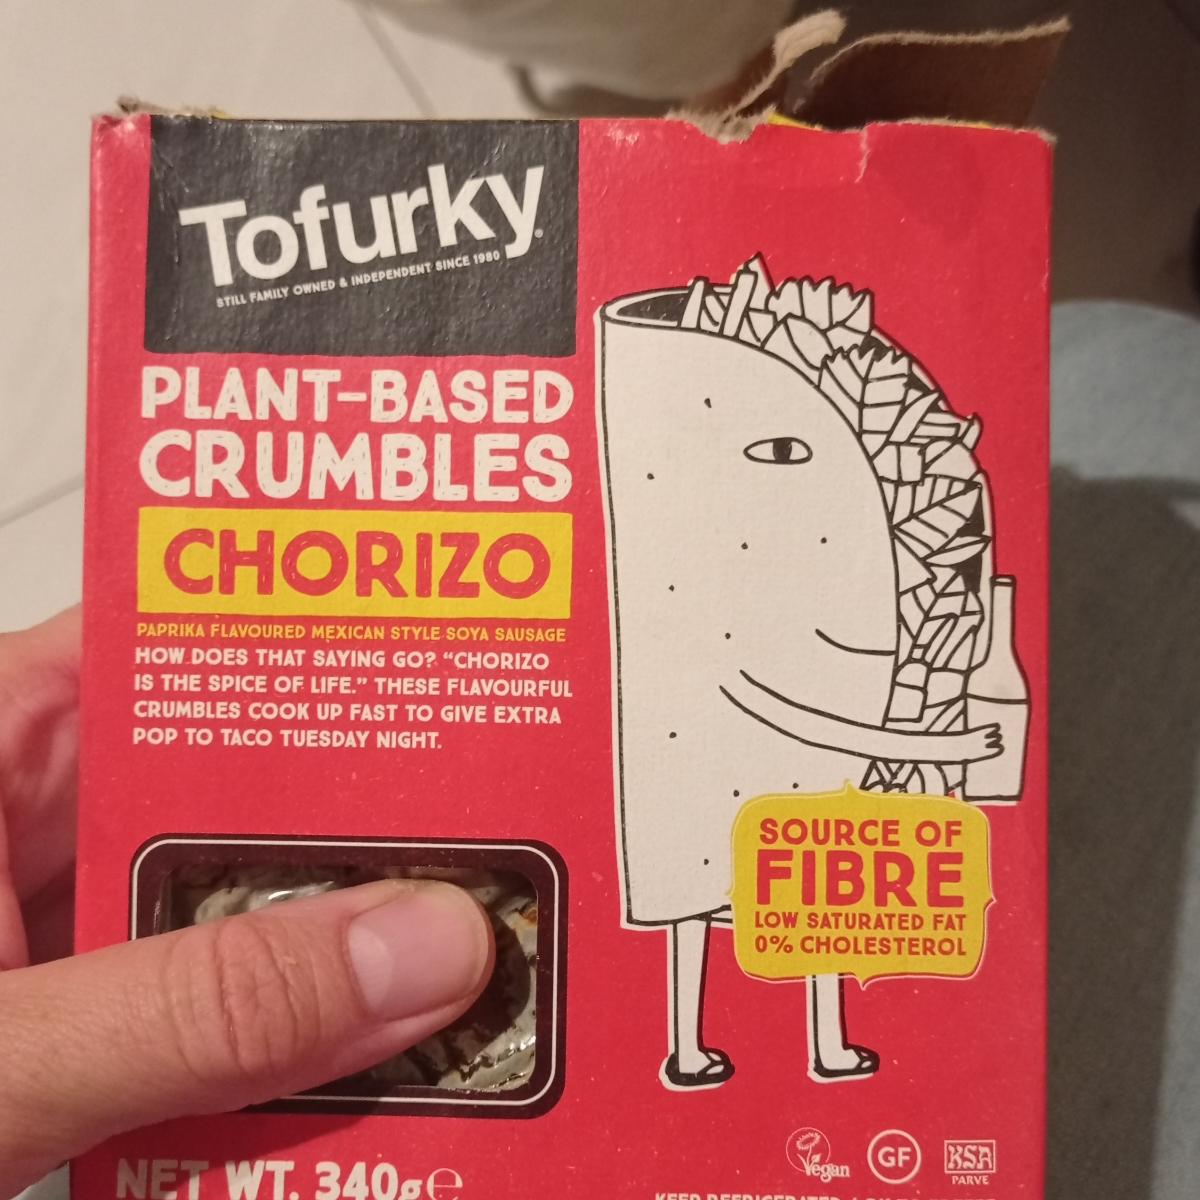 Tofurky®
STILL FAMILY OWNED & INDEPENDENT SINCE 1980
PLANT-BASED
CRUMBLES
CHORIZO
PAPRIKA FLAVOURED MEXICAN STYLE SOYA SAUSAGE
HOW DOES THAT SAYING GO? “CHORIZO
IS THE SPICE OF LIFE.” THESE FLAVOURFUL
CRUMBLES COOK UP FAST TO GIVE EXTRA
POP TO TACO TUESDAY NIGHT.
SOURCE OF
FIBRE
LOW SATURATED FAT
0% CHOLESTEROL
Vegan
GF
KSA
PARVE
NET WT. 340g℮
KEEP REFRIGERATED